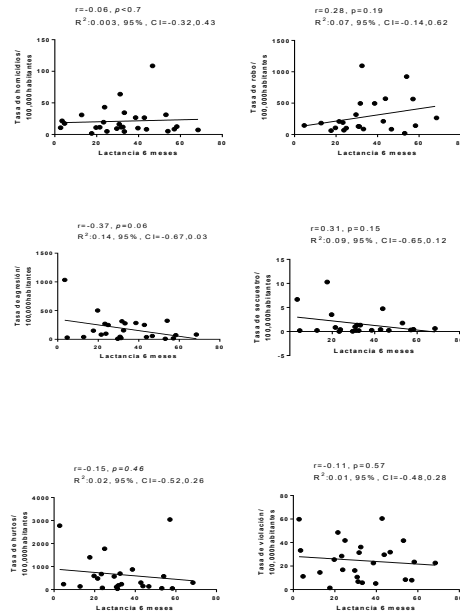 r=-0.06, p<0.7
R²:0.003, 95%, CI=-0.32,0.43
Tasa de homicidios/
100,000habitantes
150
100
50
0
0 20 40 60 80
Lactancia 6 meses
r=0.28, p=0.19
R²:0.07, 95%, CI=-0.14,0.62
Tasa de robo/
100,000habitantes
1500
1000
500
0
0 20 40 60 80
Lactancia 6 meses
r=-0.37, p=0.06
R²:0.14, 95%, CI=-0.67,0.03
Tasa de agresión/
100,000habitantes
1500
1000
500
0
0 20 40 60 80
Lactancia 6 meses
r=0.31, p=0.15
R²:0.09, 95%, CI=-0.65,0.12
Tasa de secuestro/
100,000habitantes
15
10
5
0
-5
20 40 60 80
Lactancia 6 meses
r=-0.15, p=0.46
R²:0.02, 95%, CI=-0.52,0.26
Tasa de hurtos/
100,000habitantes
4000
3000
2000
1000
0
0 20 40 60 80
Lactancia 6 meses
r=-0.11, p=0.57
R²:0.01, 95%, CI=-0.48,0.28
Tasa de violación/
100,000habitantes
80
60
40
20
0
0 20 40 60 80
Lactancia 6 meses